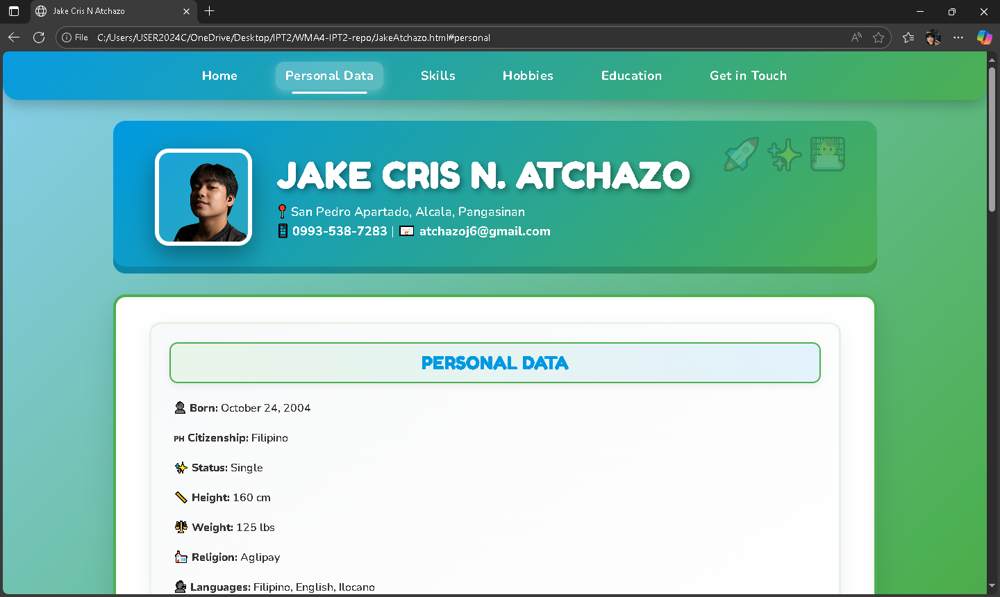 Jake Cris N Atchazo
File C:/Users/USER2024C/OneDrive/Desktop/IPT2/WMA4-IPT2-repo/JakeAtchazo.html#personal
Home Personal Data Skills Hobbies Education Get in Touch
JAKE CRIS N. ATCHAZO
San Pedro Apartado, Alcala, Pangasinan
0993-538-7283 | atchazoj6@gmail.com
PERSONAL DATA
Born: October 24, 2004
PH Citizenship: Filipino
Status: Single
Height: 160 cm
Weight: 125 lbs
Religion: Aglipay
Languages: Filipino, English, Ilocano